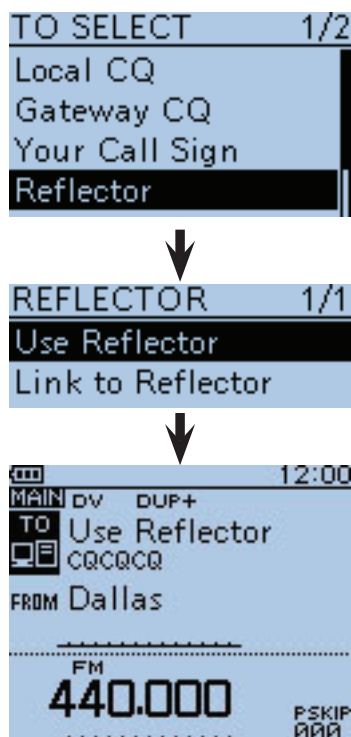 TO SELECT 1/2
Local CQ
Gateway CQ
Your Call Sign
Reflector
REFLECTOR 1/1
Use Reflector
Link to Reflector
12:00
MAIN DV DUP+
TO Use Reflector
CQCQCQ
FROM Dallas
FM
440.000 PSKIP
000